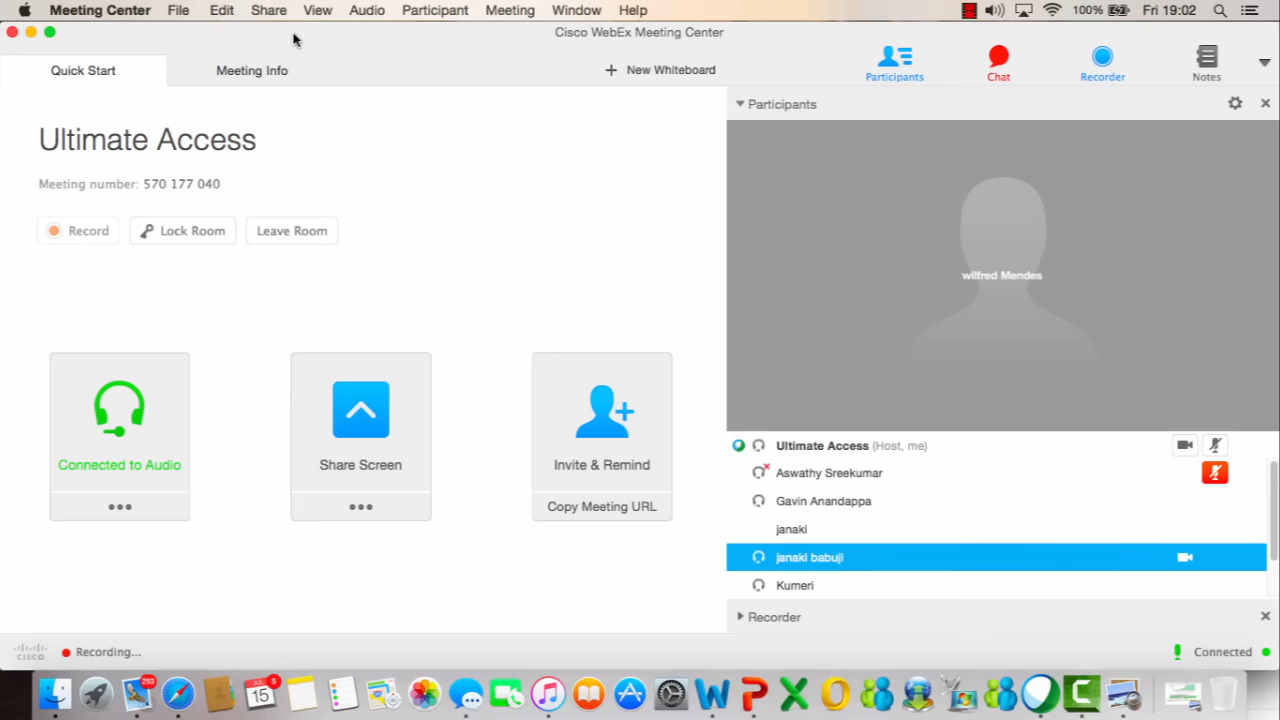 Meeting Center File Edit Share View Audio Participant Meeting Window Help 100% Fri 19:02
Cisco WebEx Meeting Center
Quick Start Meeting Info + New Whiteboard Participants Chat Recorder Notes
Participants
Ultimate Access
Meeting number: 570 177 040
Record Lock Room Leave Room
wilfred Mendes
Connected to Audio
Share Screen
Invite & Remind
Copy Meeting URL
Ultimate Access (Host, me)
Aswathy Sreekumar
Gavin Anandappa
janaki
janaki babuji
Kumeri
Recorder
CISCO Recording... Connected
253 15 5 W P X O C